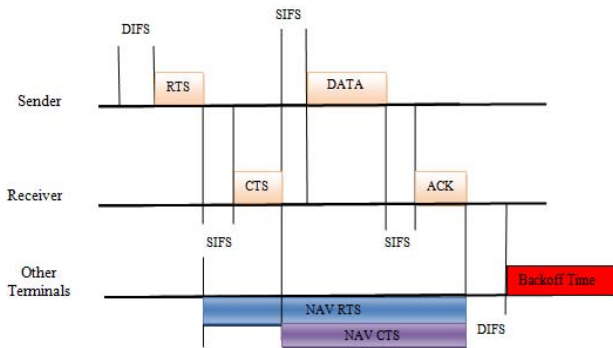 SIFS
DIFS
RTS
DATA
Sender
CTS
ACK
Receiver
SIFS
SIFS
Other
Terminals
Backoff Time
NAV RTS
DIFS
NAV CTS